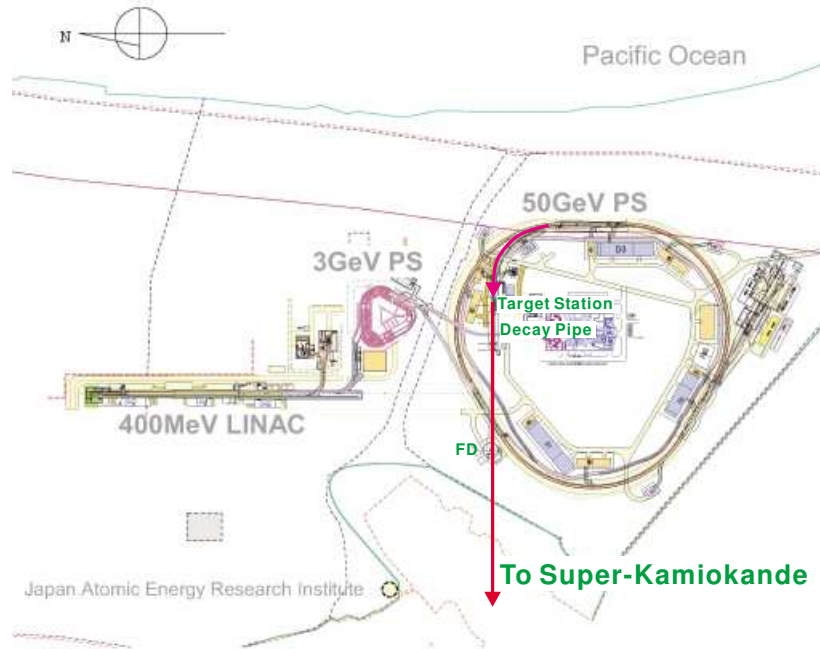 N
Pacific Ocean
50GeV PS
3GeV PS
Target Station
Decay Pipe
400MeV LINAC
FD
To Super-Kamiokande
Japan Atomic Energy Research Institute